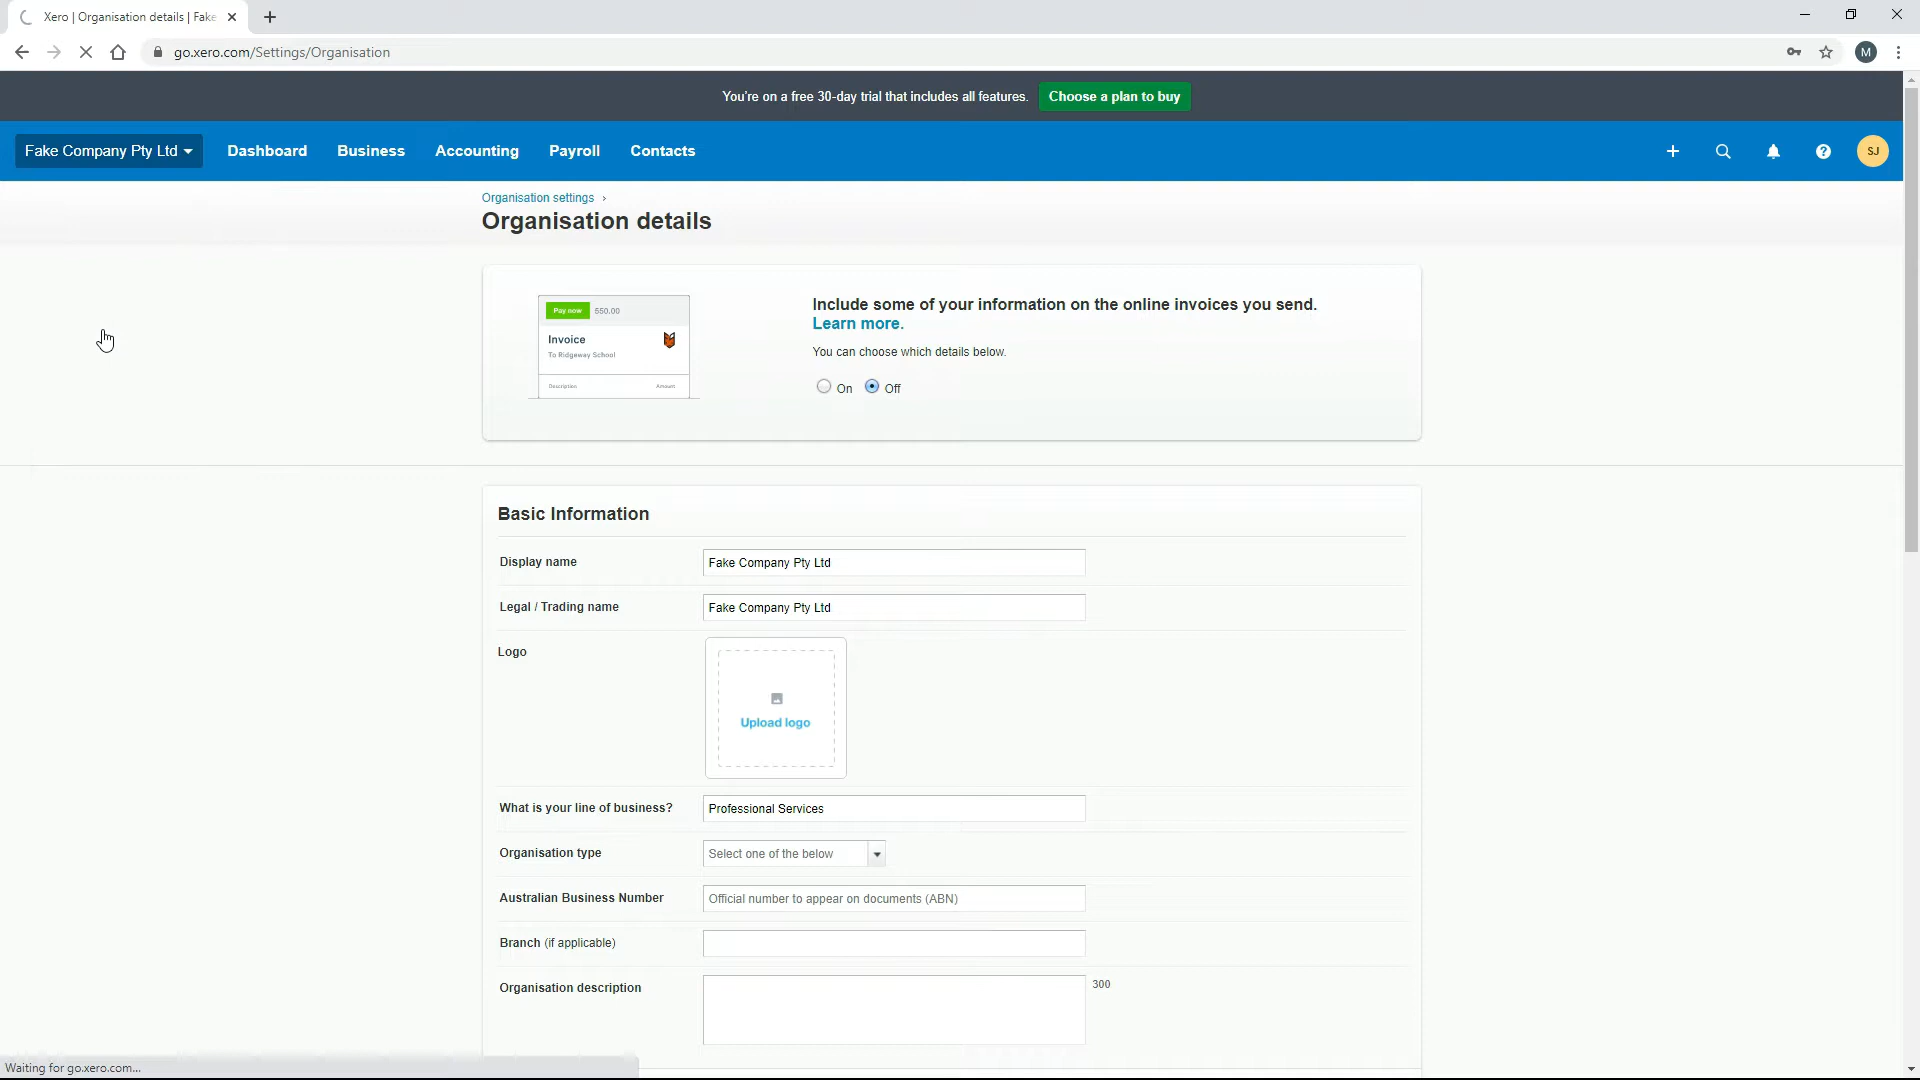 Xero | Organisation details | Fake
go.xero.com/Settings/Organisation
M
You're on a free 30-day trial that includes all features.
Choose a plan to buy
Fake Company Pty Ltd
Dashboard
Business
Accounting
Payroll
Contacts
SJ
Organisation settings ›
Organisation details
Pay now 550.00
Invoice
To Ridgeway School
Description Amount
Include some of your information on the online invoices you send.
Learn more.
You can choose which details below.
On Off
Basic Information
Display name
Fake Company Pty Ltd
Legal / Trading name
Fake Company Pty Ltd
Logo
Upload logo
What is your line of business?
Professional Services
Organisation type
Select one of the below
Australian Business Number
Official number to appear on documents (ABN)
Branch (if applicable)
Organisation description
300
Waiting for go.xero.com...